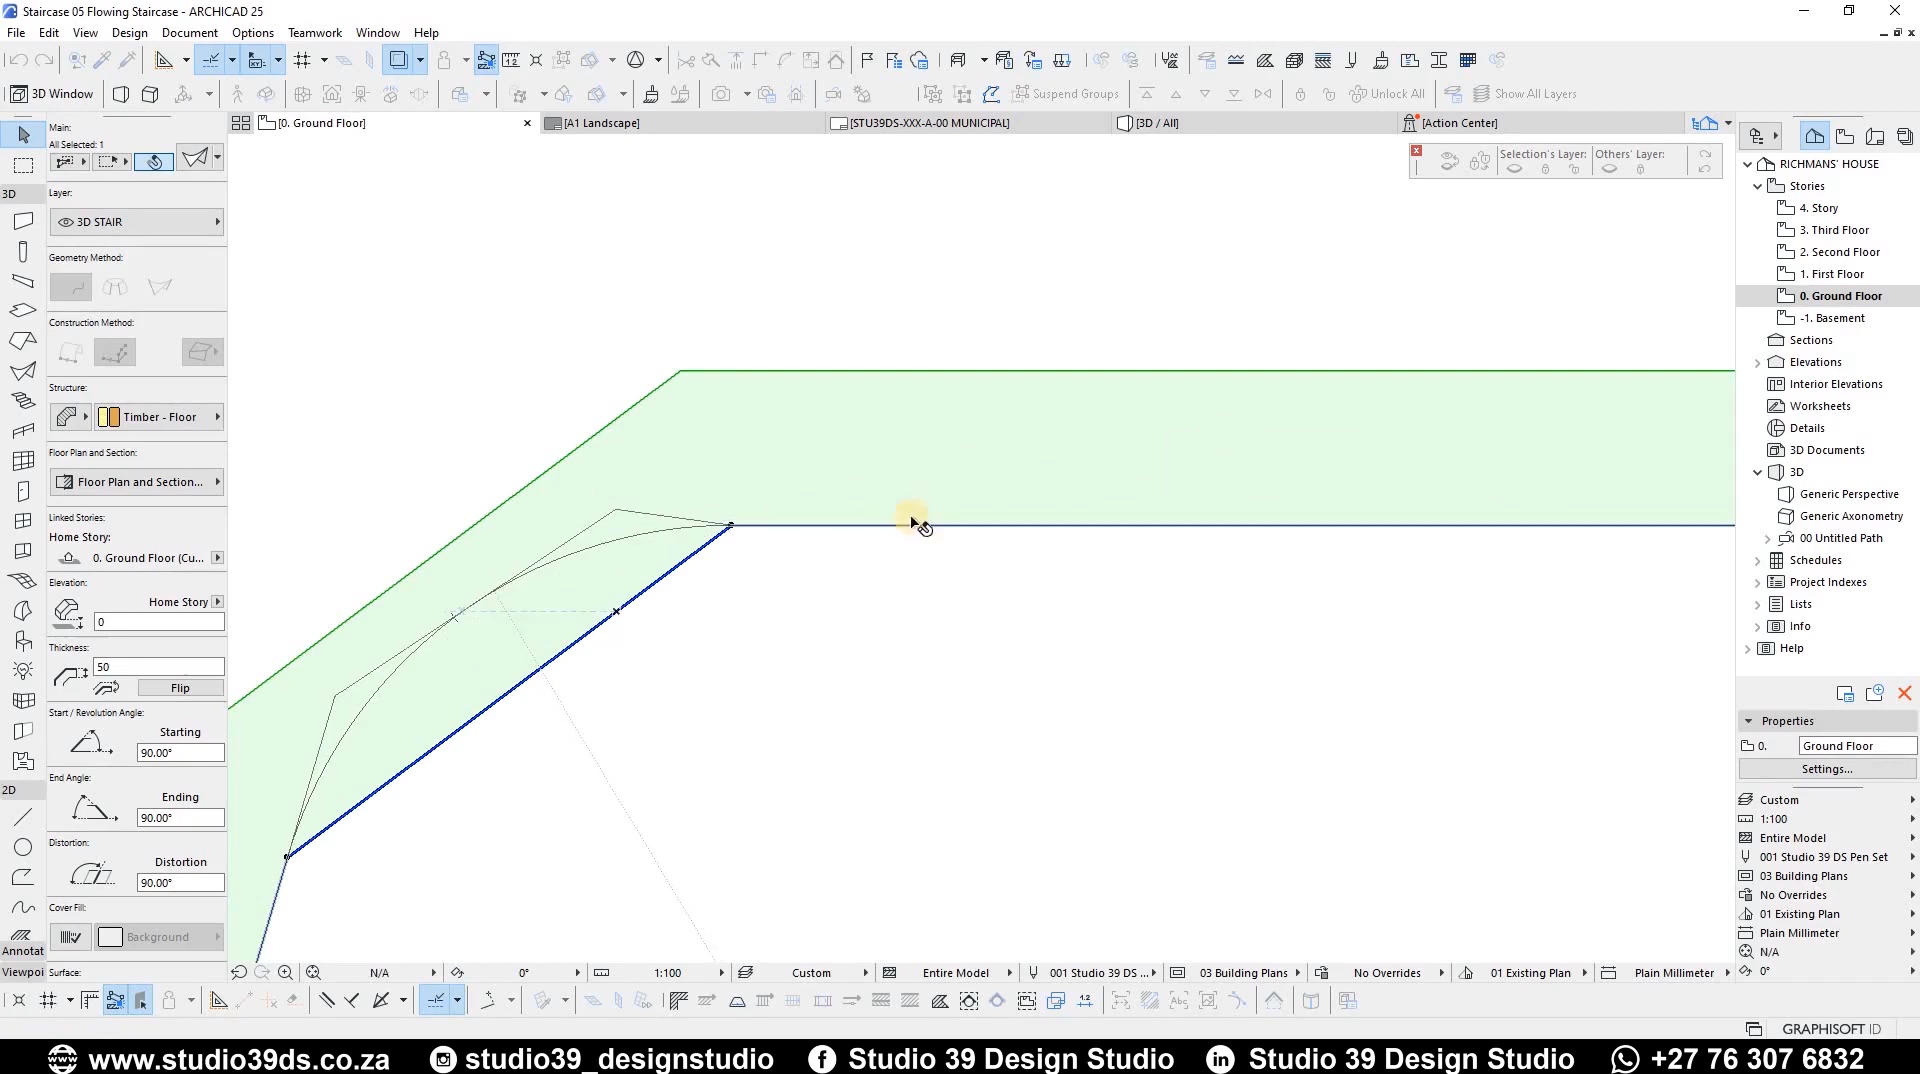 Staircase 05 Flowing Staircase - ARCHICAD 25
File Edit View Design Document Options Teamwork Window Help
3D Window
Suspend Groups
Unlock All
Show All Layers
[0. Ground Floor]
[A1 Landscape]
[STU39DS-XXX-A-00 MUNICIPAL]
[3D / All]
[Action Center]
Main:
All Selected: 1
3D
Layer:
3D STAIR
Geometry Method:
Construction Method:
Structure:
Timber - Floor
Floor Plan and Section:
Floor Plan and Section...
Linked Stories:
Home Story:
0. Ground Floor (Cu...
Elevation:
Home Story
0
Thickness:
50
Flip
Start / Revolution Angle:
Starting
90.00°
2D
End Angle:
Ending
90.00°
Distortion:
Distortion
90.00°
Cover Fill:
Background
Annotat
Viewpoi
Surface:
Selection's Layer:
Others' Layer:
RICHMANS' HOUSE
Stories
4. Story
3. Third Floor
2. Second Floor
1. First Floor
0. Ground Floor
-1. Basement
Sections
Elevations
Interior Elevations
Worksheets
Details
3D Documents
3D
Generic Perspective
Generic Axonometry
00 Untitled Path
Schedules
Project Indexes
Lists
Info
Help
Properties
0. Ground Floor
Settings...
Custom
1:100
Entire Model
001 Studio 39 DS Pen Set
03 Building Plans
No Overrides
01 Existing Plan
Plain Millimeter
N/A
0°
N/A 0° 1:100 Custom Entire Model 001 Studio 39 DS ... 03 Building Plans No Overrides 01 Existing Plan Plain Millimeter
GRAPHISOFT ID
www.studio39ds.co.za studio39_designstudio Studio 39 Design Studio Studio 39 Design Studio +27 76 307 6832